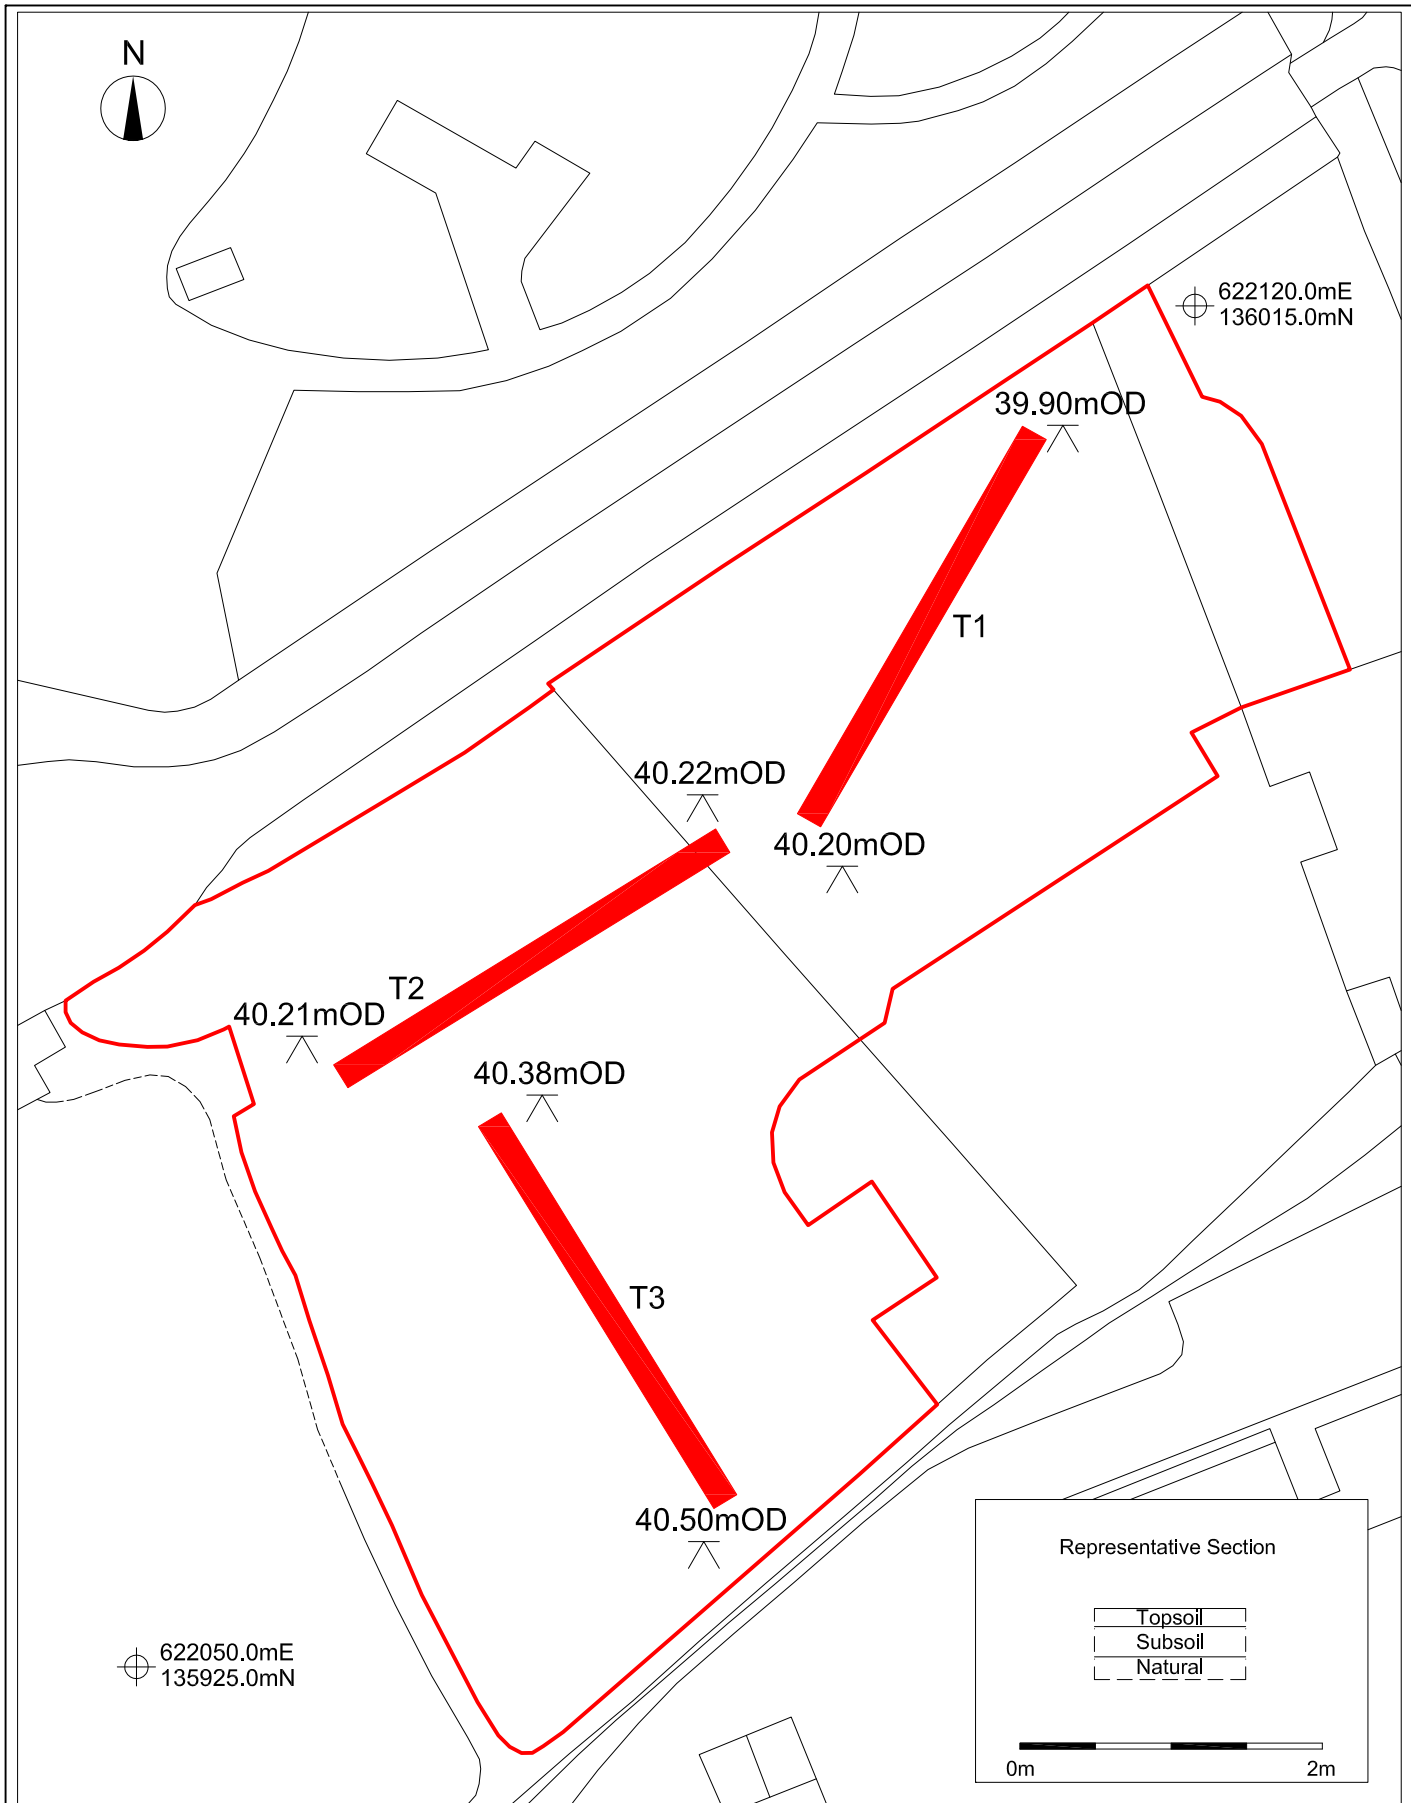 N
622120.0mE
136015.0mN
39.90mOD
T1
40.22mOD
40.20mOD
T2
40.21mOD
40.38mOD
T3
40.50mOD
Representative Section
Topsoil
Subsoil
Natural
622050.0mE
135925.0mN
0m 2m